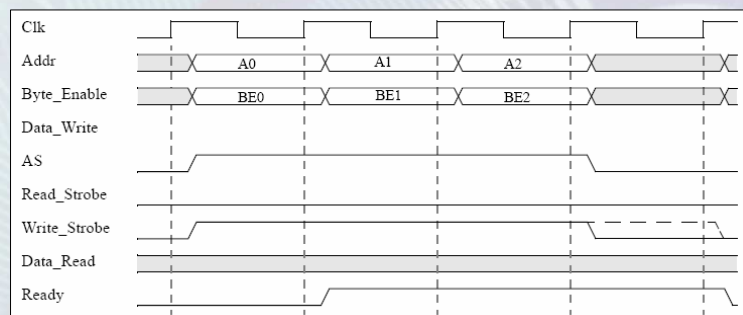 Clk
Addr A0 A1 A2
Byte_Enable BE0 BE1 BE2
Data_Write
AS
Read_Strobe
Write_Strobe
Data_Read
Ready